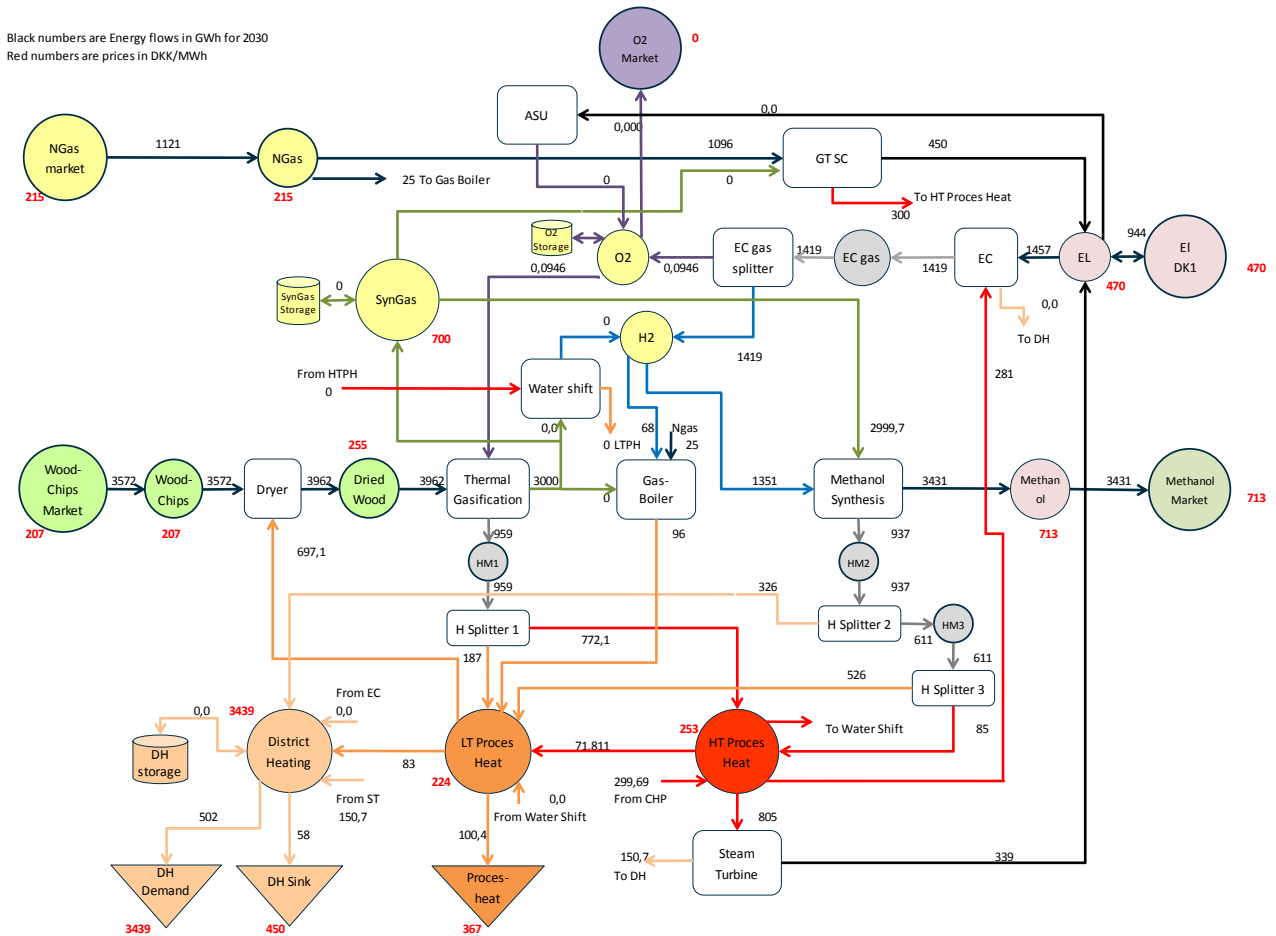 Black numbers are Energy flows in GWh for 2030
Red numbers are prices in DKK/MWh
O2
Market
0
ASU
0,0
0,000
NGas
market
215
1121
NGas
215
1096
25 To Gas Boiler
GT SC
450
0
0
To HT Proces Heat
300
O2
Storage
O2
0,0946
0,0946
EC gas
splitter
1419
EC gas
1419
EC
1457
EL
470
944
El
DK1
470
SynGas
Storage
0
SynGas
700
0
H2
1419
0,0
To DH
From HTPH
0
Water shift
281
0,0
0 LTPH
68
Ngas
25
2999,7
Wood-
Chips
Market
207
3572
Wood-
Chips
207
3572
Dryer
3962
255
Dried
Wood
3962
Thermal
Gasification
3000
0
Gas-
Boiler
1351
Methanol
Synthesis
3431
Methan
ol
713
3431
Methanol
Market
713
697,1
959
HM1
959
96
937
HM2
937
326
H Splitter 1
772,1
187
H Splitter 2
611
HM3
611
526
H Splitter 3
85
0,0
3439
From EC
0,0
DH
storage
District
Heating
83
LT Proces
Heat
224
71.811
253
HT Proces
Heat
To Water Shift
299,69
From CHP
From ST
150,7
0,0
From Water Shift
502
58
100,4
805
150,7
To DH
Steam
Turbine
339
DH
Demand
3439
DH Sink
450
Proces-
heat
367